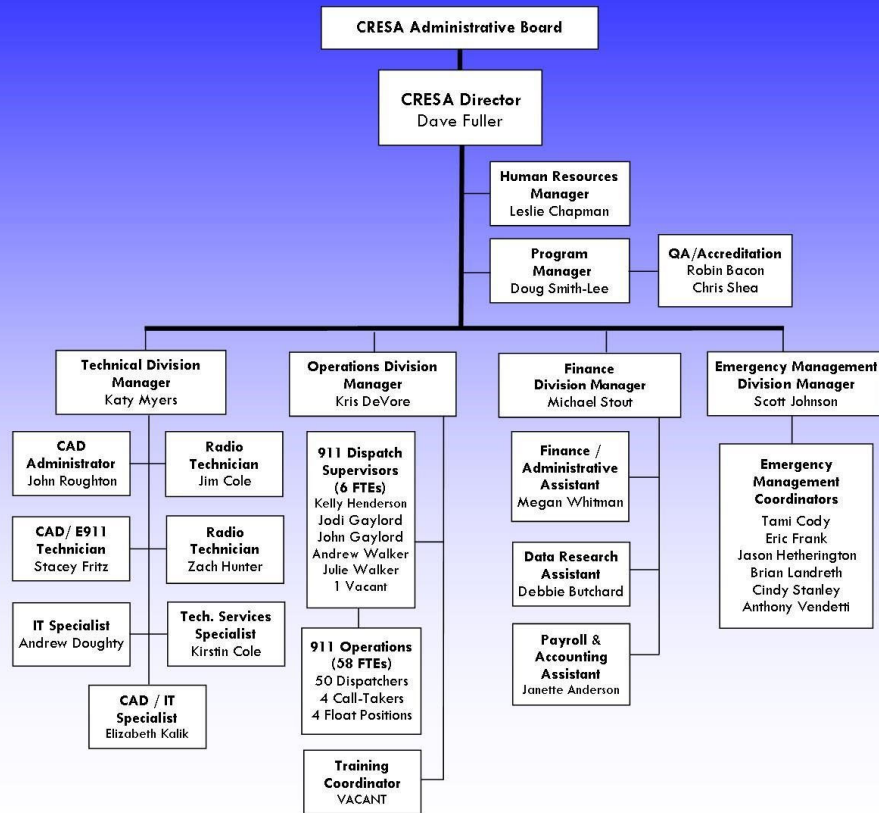 CRESA Administrative Board
CRESA Director
Dave Fuller
Human Resources
Manager
Leslie Chapman
Program
Manager
Doug Smith-Lee
QA/Accreditation
Robin Bacon
Chris Shea
Technical Division
Manager
Katy Myers
Operations Division
Manager
Kris DeVore
Finance
Division Manager
Michael Stout
Emergency Management
Division Manager
Scott Johnson
CAD
Administrator
John Roughton
Radio
Technician
Jim Cole
CAD/ E911
Technician
Stacey Fritz
Radio
Technician
Zach Hunter
IT Specialist
Andrew Doughty
Tech. Services
Specialist
Kirstin Cole
CAD / IT
Specialist
Elizabeth Kalik
911 Dispatch
Supervisors
(6 FTEs)
Kelly Henderson
Jodi Gaylord
John Gaylord
Andrew Walker
Julie Walker
1 Vacant
911 Operations
(58 FTEs)
50 Dispatchers
4 Call-Takers
4 Float Positions
Training
Coordinator
VACANT
Finance /
Administrative
Assistant
Megan Whitman
Data Research
Assistant
Debbie Butchard
Payroll &
Accounting
Assistant
Janette Anderson
Emergency
Management
Coordinators
Tami Cody
Eric Frank
Jason Hetherington
Brian Landreth
Cindy Stanley
Anthony Vendetti